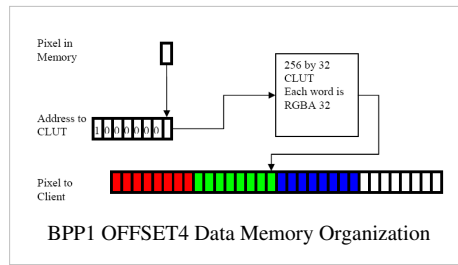 Pixel in
Memory
256 by 32
CLUT
Each word is
RGBA 32
Address to
CLUT
1 0 0 0 0 0 0
Pixel to
Client
BPP1 OFFSET4 Data Memory Organization